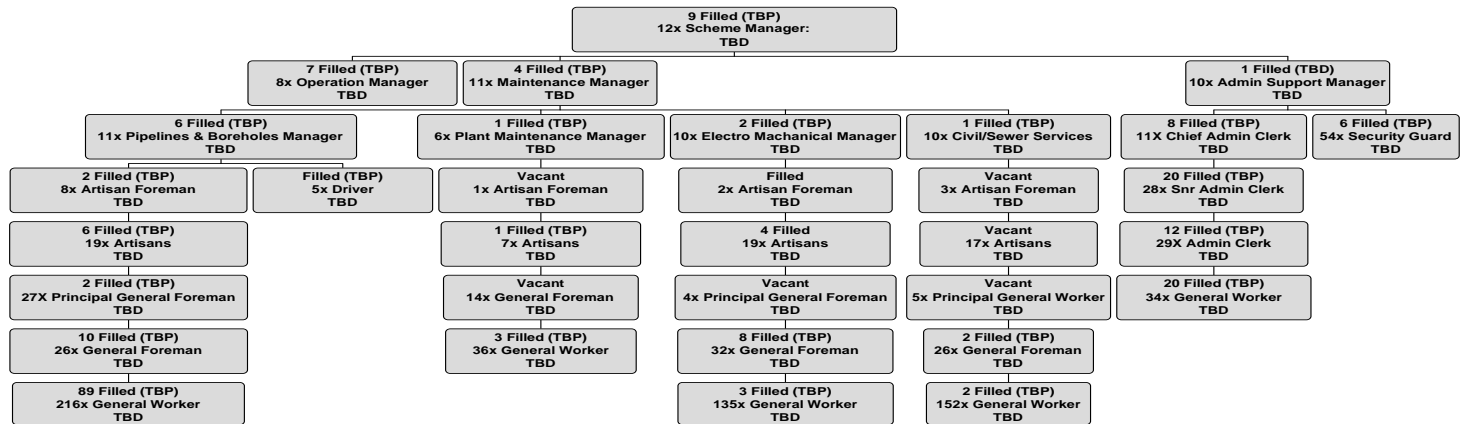 9 Filled (TBP)
12x Scheme Manager:
TBD
7 Filled (TBP)
8x Operation Manager
TBD
4 Filled (TBP)
11x Maintenance Manager
TBD
1 Filled (TBD)
10x Admin Support Manager
TBD
6 Filled (TBP)
11x Pipelines & Boreholes Manager
TBD
1 Filled (TBP)
6x Plant Maintenance Manager
TBD
2 Filled (TBP)
10x Electro Machanical Manager
TBD
1 Filled (TBP)
10x Civil/Sewer Services
TBD
8 Filled (TBP)
11X Chief Admin Clerk
TBD
6 Filled (TBP)
54x Security Guard
TBD
2 Filled (TBP)
8x Artisan Foreman
TBD
Filled (TBP)
5x Driver
TBD
Vacant
1x Artisan Foreman
TBD
Filled
2x Artisan Foreman
TBD
Vacant
3x Artisan Foreman
TBD
20 Filled (TBP)
28x Snr Admin Clerk
TBD
6 Filled (TBP)
19x Artisans
TBD
1 Filled (TBP)
7x Artisans
TBD
4 Filled
19x Artisans
TBD
Vacant
17x Artisans
TBD
12 Filled (TBP)
29X Admin Clerk
TBD
2 Filled (TBP)
27X Principal General Foreman
TBD
Vacant
14x General Foreman
TBD
Vacant
4x Principal General Foreman
TBD
Vacant
5x Principal General Worker
TBD
20 Filled (TBP)
34x General Worker
TBD
10 Filled (TBP)
26x General Foreman
TBD
3 Filled (TBP)
36x General Worker
TBD
8 Filled (TBP)
32x General Foreman
TBD
2 Filled (TBP)
26x General Foreman
TBD
89 Filled (TBP)
216x General Worker
TBD
3 Filled (TBP)
135x General Worker
TBD
2 Filled (TBP)
152x General Worker
TBD